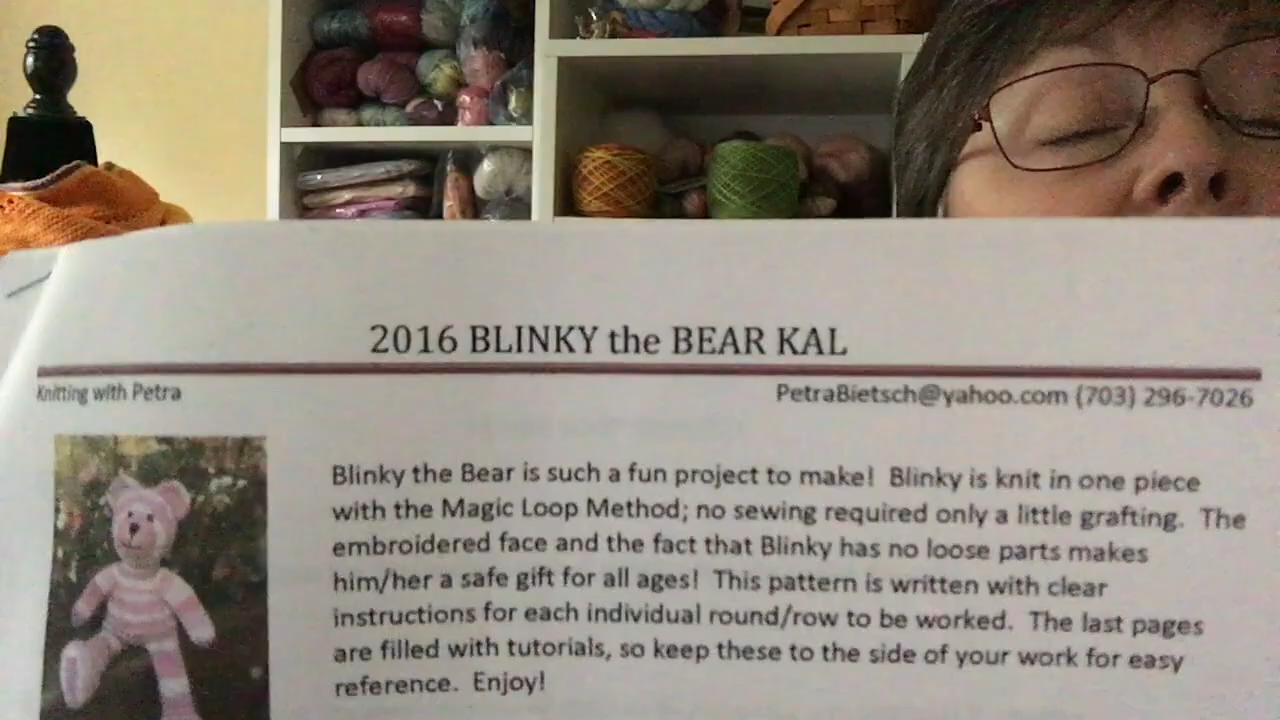 2016 BLINKY the BEAR KAL
Knitting with Petra
PetraBietsch@yahoo.com (703) 296-7026
Blinky the Bear is such a fun project to make!  Blinky is knit in one piece
with the Magic Loop Method; no sewing required only a little grafting.  The
embroidered face and the fact that Blinky has no loose parts makes
him/her a safe gift for all ages!  This pattern is written with clear
instructions for each individual round/row to be worked.  The last pages
are filled with tutorials, so keep these to the side of your work for easy
reference.  Enjoy!